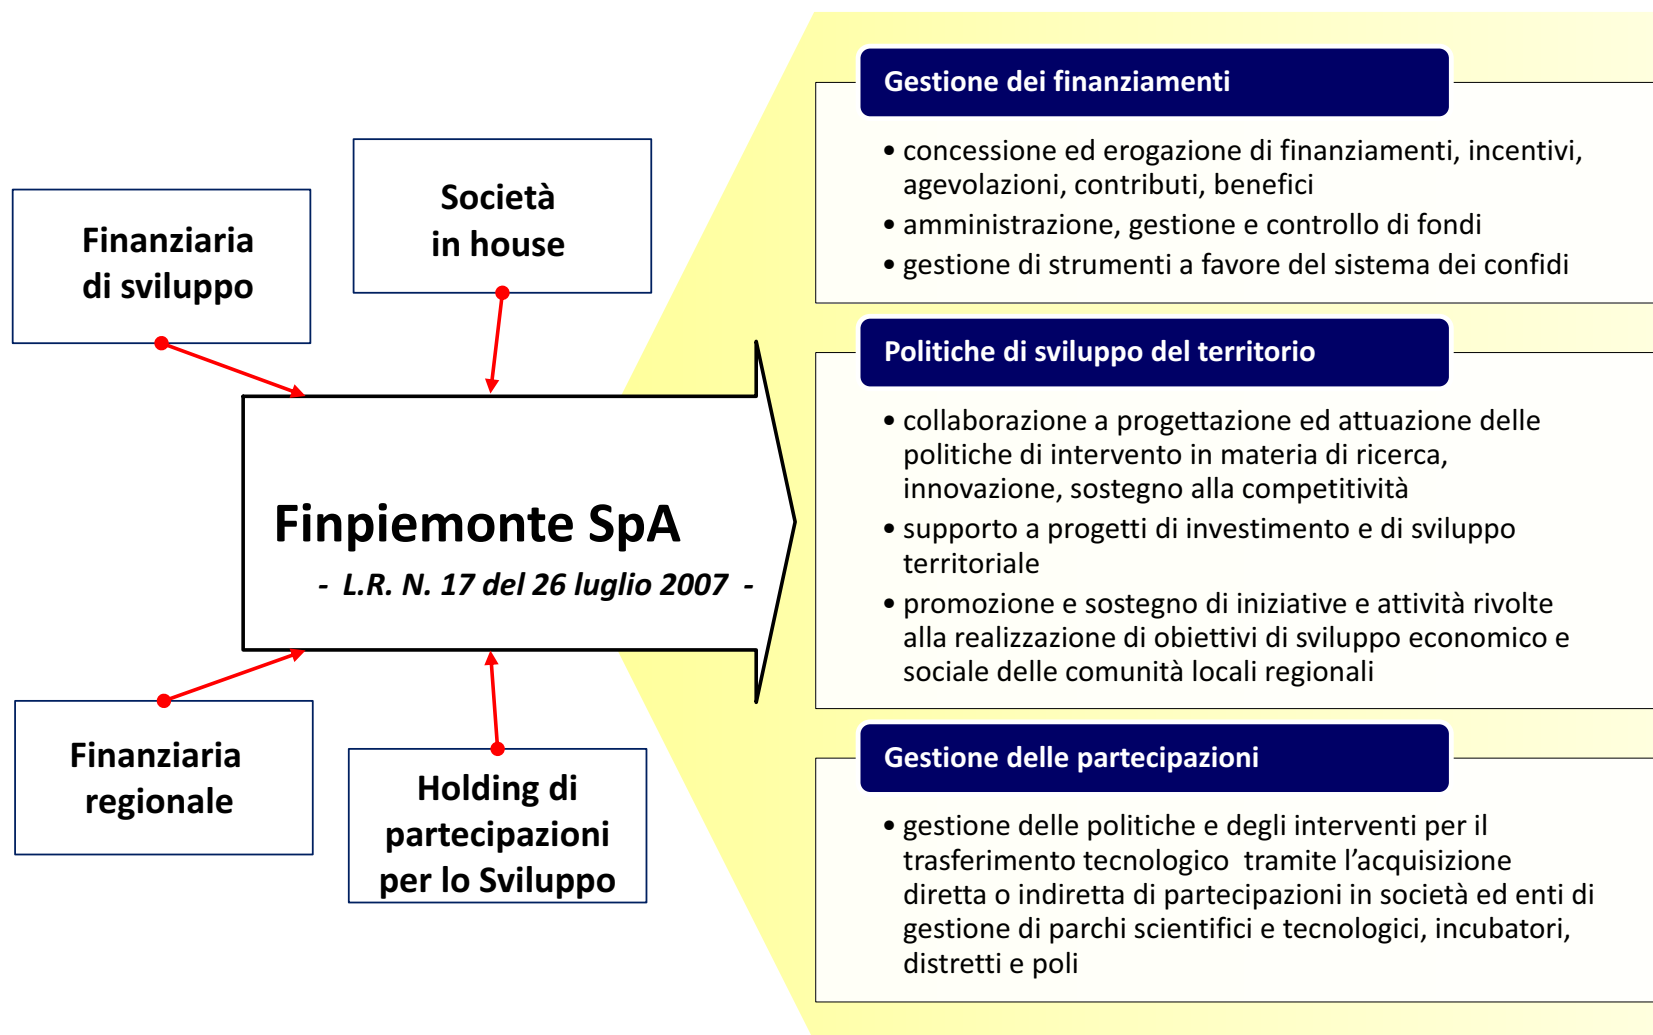 Finanziaria
di sviluppo
Società
in house
Finpiemonte SpA
- L.R. N. 17 del 26 luglio 2007 -
Finanziaria
regionale
Holding di
partecipazioni
per lo Sviluppo
Gestione dei finanziamenti
• concessione ed erogazione di finanziamenti, incentivi,
agevolazioni, contributi, benefici
• amministrazione, gestione e controllo di fondi
• gestione di strumenti a favore del sistema dei confidi
Politiche di sviluppo del territorio
• collaborazione a progettazione ed attuazione delle
politiche di intervento in materia di ricerca,
innovazione, sostegno alla competitività
• supporto a progetti di investimento e di sviluppo
territoriale
• promozione e sostegno di iniziative e attività rivolte
alla realizzazione di obiettivi di sviluppo economico e
sociale delle comunità locali regionali
Gestione delle partecipazioni
• gestione delle politiche e degli interventi per il
trasferimento tecnologico tramite l’acquisizione
diretta o indiretta di partecipazioni in società ed enti di
gestione di parchi scientifici e tecnologici, incubatori,
distretti e poli